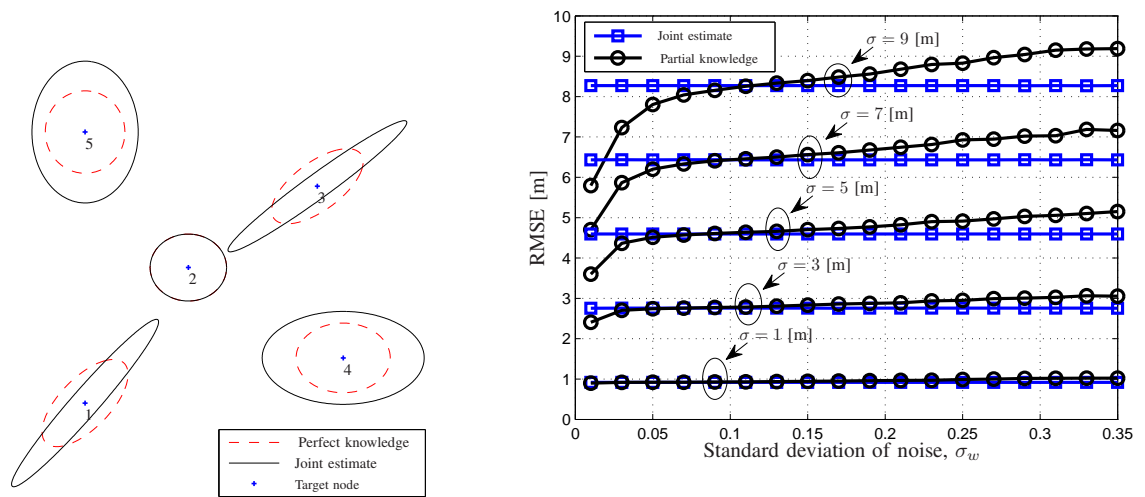 5
3
2
4
1
Perfect knowledge
Joint estimate
Target node
Joint estimate
Partial knowledge
σ = 9 [m]
σ = 7 [m]
σ = 5 [m]
σ = 3 [m]
σ = 1 [m]
RMSE [m]
10
9
8
7
6
5
4
3
2
1
0
0 0.05 0.1 0.15 0.2 0.25 0.3 0.35
Standard deviation of noise, σ_w